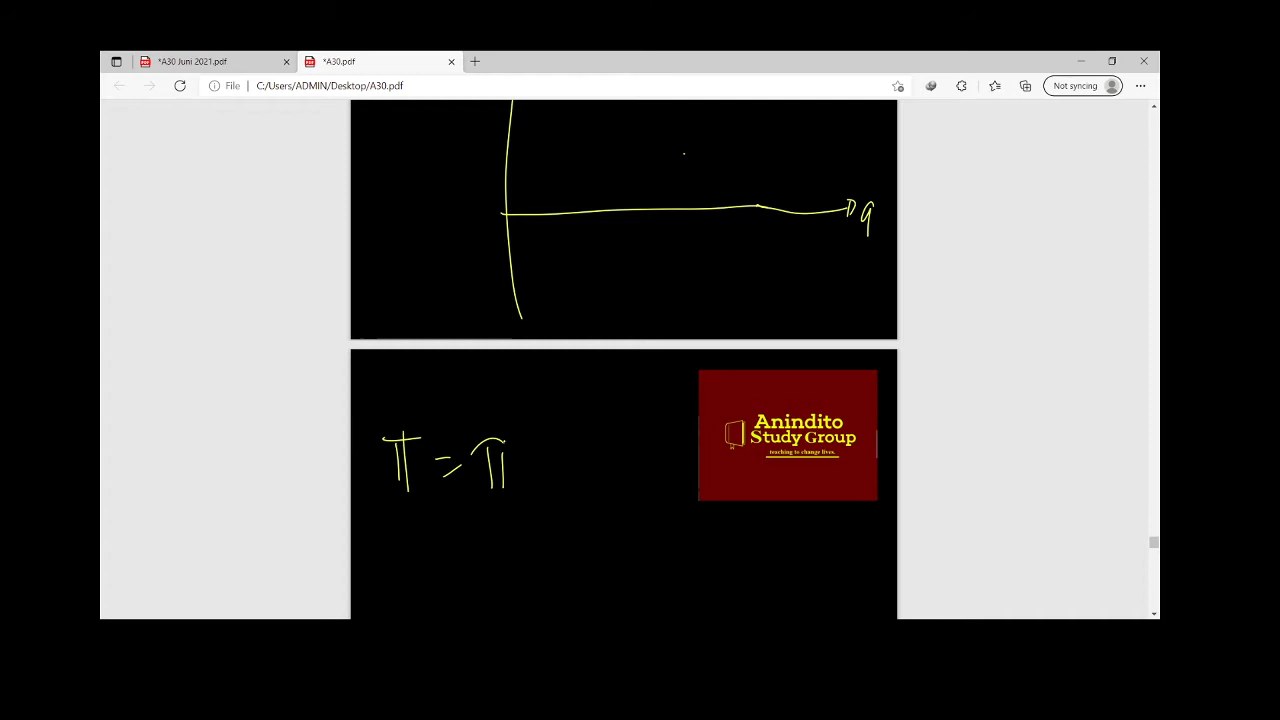 *A30 Juni 2021.pdf
*A30.pdf
File
C:/Users/ADMIN/Desktop/A30.pdf
Not syncing
q
π = π
Anindito
Study Group
teaching to change lives.